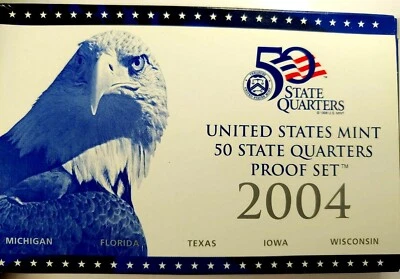 50
STATE
QUARTERS
UNITED STATES MINT
50 STATE QUARTERS
PROOF SET™
2004
MICHIGAN FLORIDA TEXAS IOWA WISCONSIN